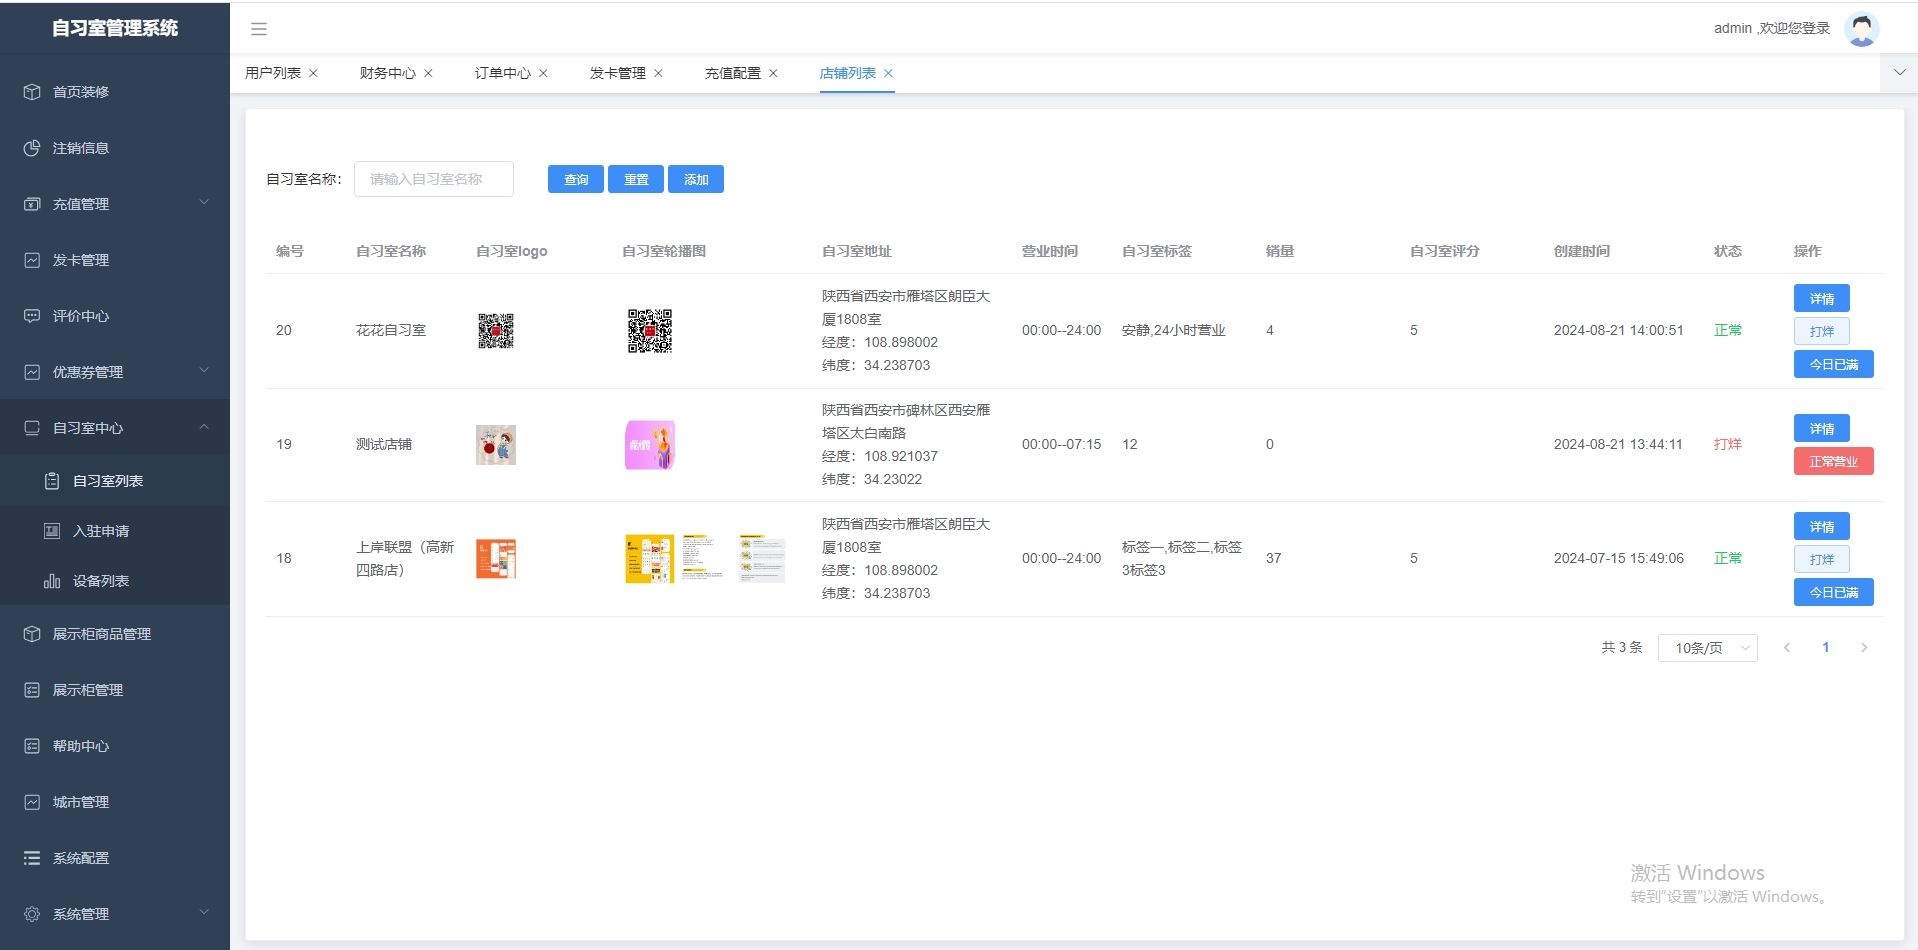 自习室管理系统
admin ,欢迎您登录
用户列表
财务中心
订单中心
发卡管理
充值配置
店铺列表
首页装修
注销信息
充值管理
发卡管理
评价中心
优惠券管理
自习室中心
自习室列表
入驻申请
设备列表
展示柜商品管理
展示柜管理
帮助中心
城市管理
系统配置
系统管理
自习室名称: 请输入自习室名称 查询 重置 添加
编号 自习室名称 自习室logo 自习室轮播图 自习室地址 营业时间 自习室标签 销量 自习室评分 创建时间 状态 操作
20
花花自习室
陕西省西安市雁塔区朗臣大
厦1808室
经度：108.898002
纬度：34.238703
00:00--24:00
安静,24小时营业
4
5
2024-08-21 14:00:51
正常
详情
打烊
今日已满
19
测试店铺
陕西省西安市碑林区西安雁
塔区太白南路
经度：108.921037
纬度：34.23022
00:00--07:15
12
0
2024-08-21 13:44:11
打烊
详情
正常营业
18
上岸联盟（高新
四路店）
陕西省西安市雁塔区朗臣大
厦1808室
经度：108.898002
纬度：34.238703
00:00--24:00
标签一,标签二,标签
3标签3
37
5
2024-07-15 15:49:06
正常
详情
打烊
今日已满
共 3 条 10条/页 1
激活 Windows
转到"设置"以激活 Windows。